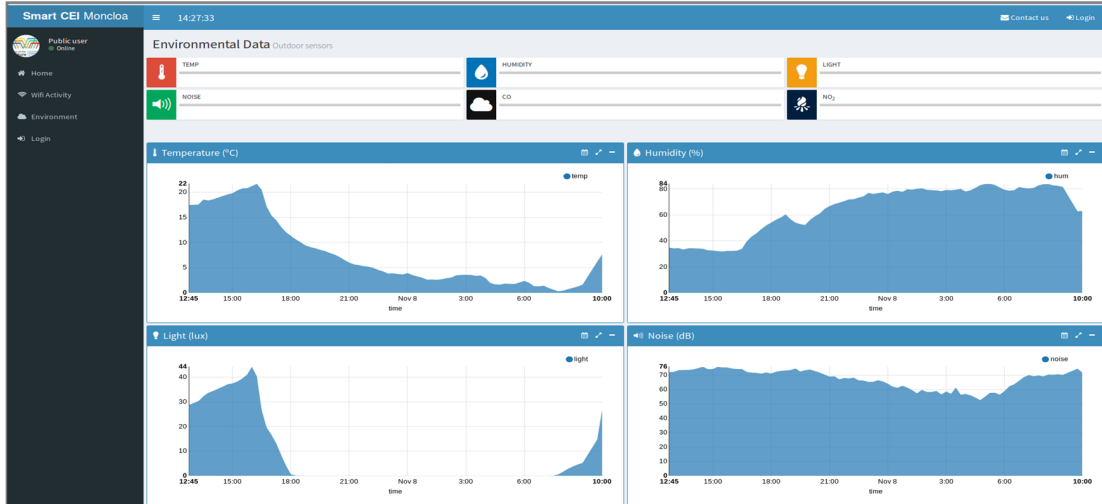 Smart CEI Moncloa
14:27:33
Contact us
Login
Public user
Online
Home
Wifi Activity
Environment
Login
Environmental Data Outdoor sensors
TEMP
HUMIDITY
LIGHT
NOISE
CO
NO2
Temperature (ºC)
temp
22
20
15
10
5
0
12:45 15:00 18:00 21:00 Nov 8 3:00 6:00 10:00
time
Humidity (%)
hum
84
80
60
40
20
0
12:45 15:00 18:00 21:00 Nov 8 3:00 6:00 10:00
time
Light (lux)
light
44
40
30
20
10
0
12:45 15:00 18:00 21:00 Nov 8 3:00 6:00 10:00
time
Noise (dB)
noise
76
70
60
50
40
30
20
10
0
12:45 15:00 18:00 21:00 Nov 8 3:00 6:00 10:00
time